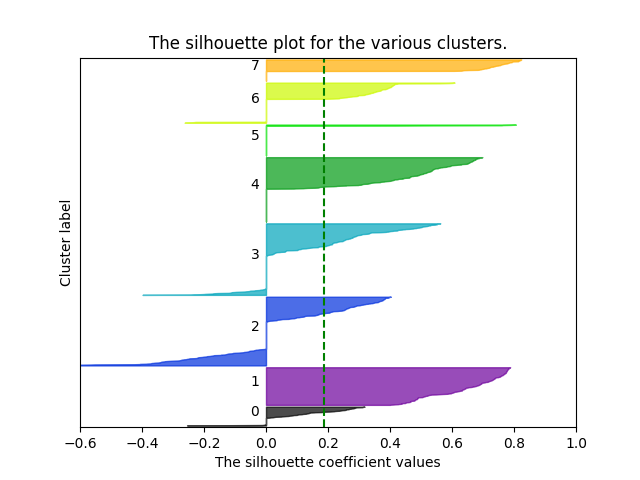 The silhouette plot for the various clusters.
7
6
5
4
3
2
1
0
Cluster label
−0.6 −0.4 −0.2 0.0 0.2 0.4 0.6 0.8 1.0
The silhouette coefficient values